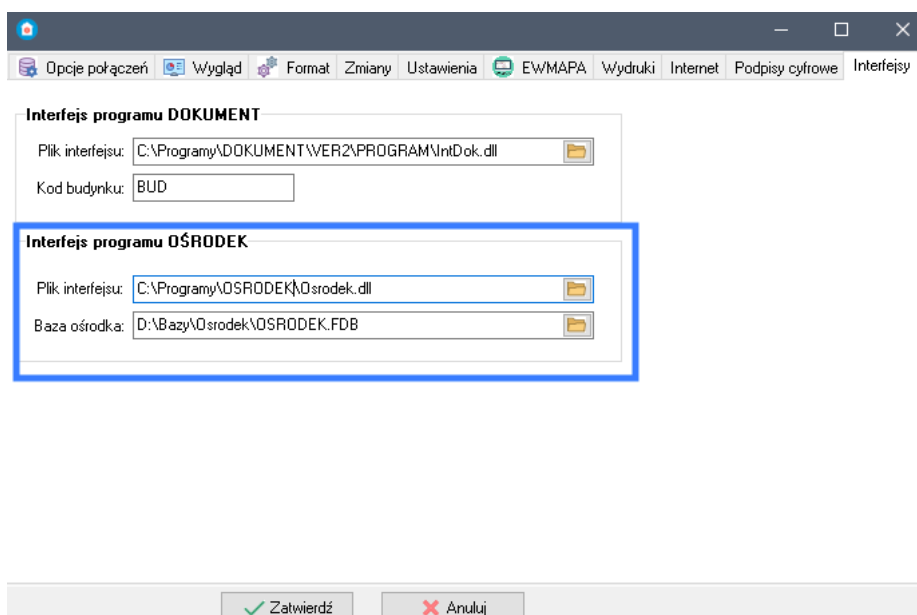 Opcje połączeń Wygląd Format Zmiany Ustawienia EWMAPA Wydruki Internet Podpisy cyfrowe Interfejsy
Interfejs programu DOKUMENT
Plik interfejsu: C:\Programy\DOKUMENT\VER2\PROGRAM\IntDok.dll
Kod budynku: BUD
Interfejs programu OŚRODEK
Plik interfejsu: C:\Programy\OSRODEK\Osrodek.dll
Baza ośrodka: D:\Bazy\Osrodek\OSRODEK.FDB
Zatwierdź Anuluj